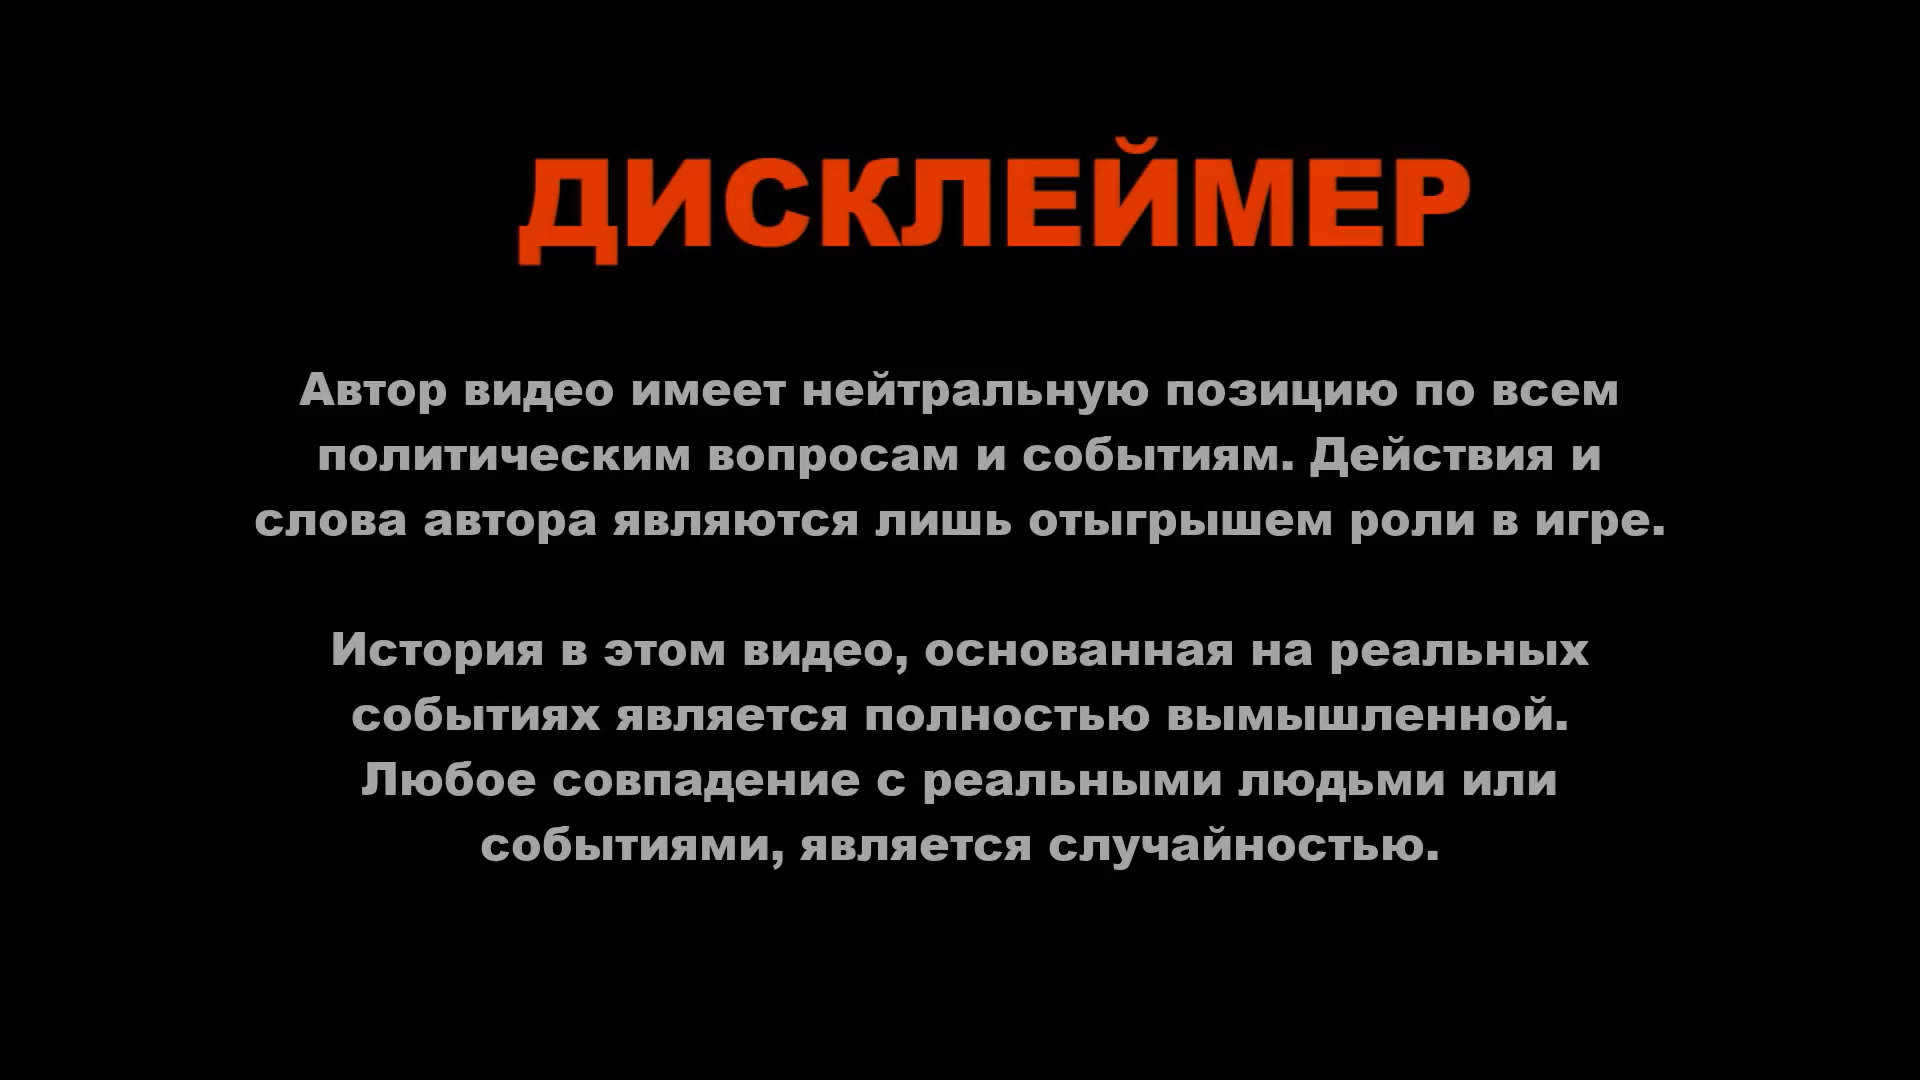 ДИСКЛЕЙМЕР
Автор видео имеет нейтральную позицию по всем
политическим вопросам и событиям. Действия и
слова автора являются лишь отыгрышем роли в игре.
История в этом видео, основанная на реальных
событиях является полностью вымышленной.
Любое совпадение с реальными людьми или
событиями, является случайностью.